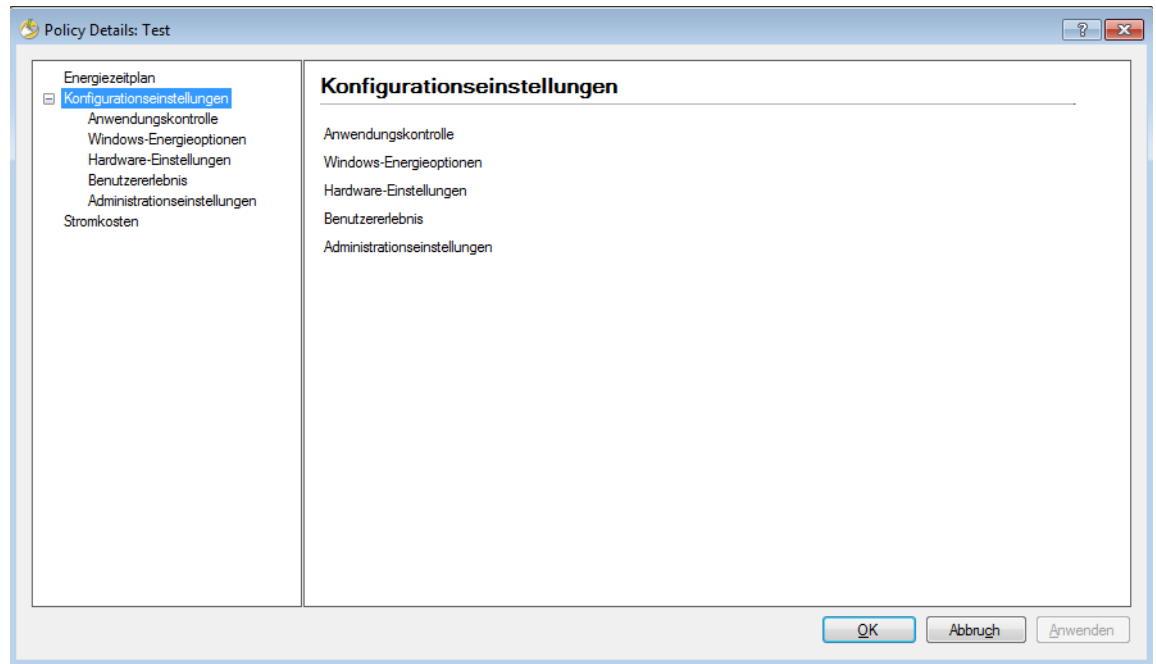 Policy Details: Test
Energiezeitplan
Konfigurationseinstellungen
Anwendungskontrolle
Windows-Energieoptionen
Hardware-Einstellungen
Benutzererlebnis
Administrationseinstellungen
Stromkosten
Konfigurationseinstellungen
Anwendungskontrolle
Windows-Energieoptionen
Hardware-Einstellungen
Benutzererlebnis
Administrationseinstellungen
OK Abbruch Anwenden